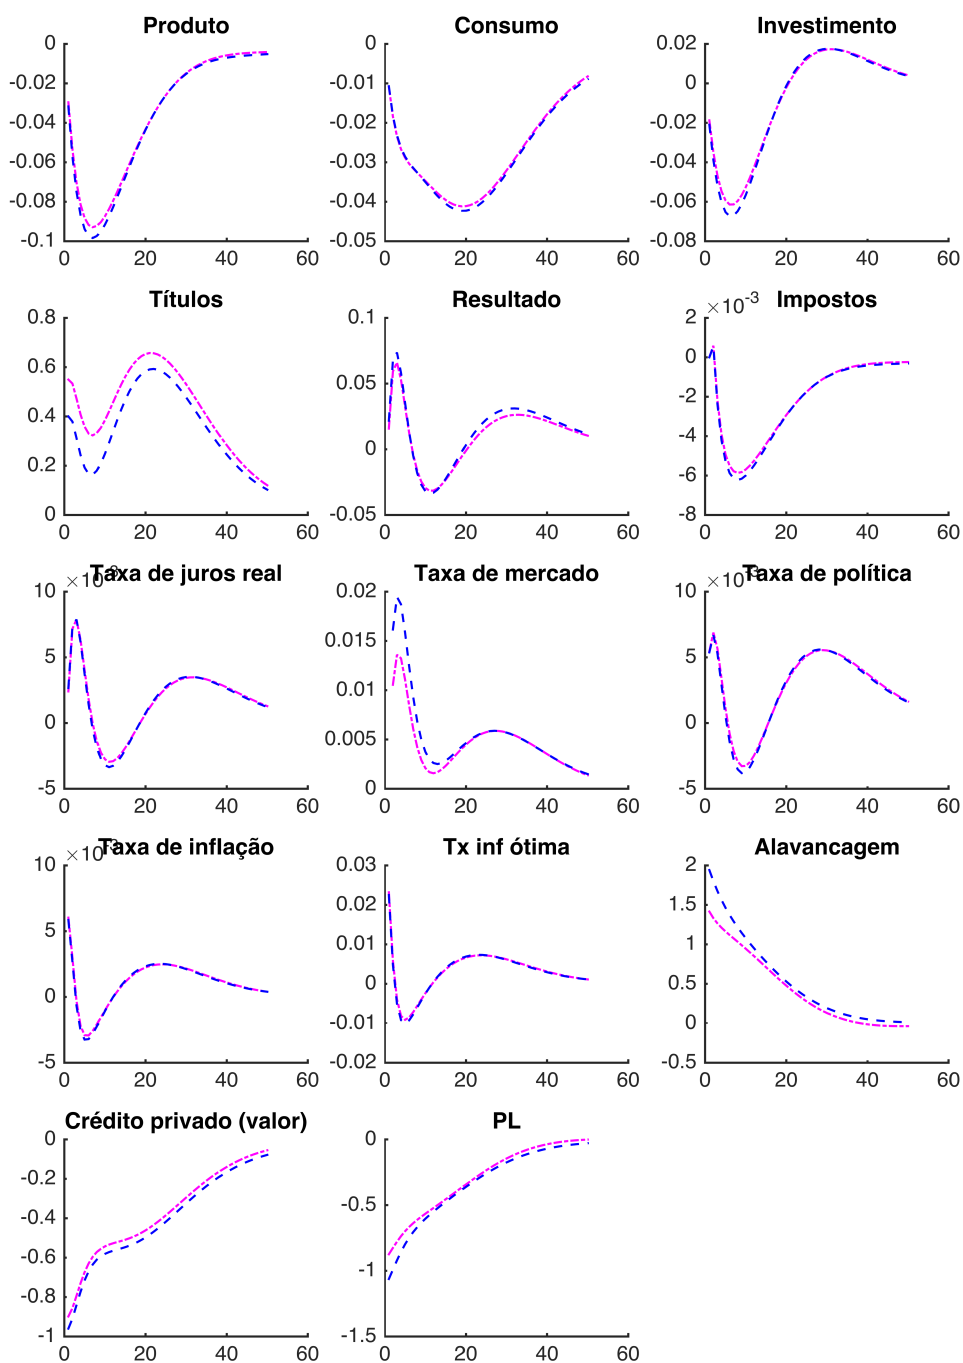 Produto
0
-0.02
-0.04
-0.06
-0.08
-0.1
0 20 40 60
Consumo
0
-0.01
-0.02
-0.03
-0.04
-0.05
0 20 40 60
Investimento
0.02
0
-0.02
-0.04
-0.06
-0.08
0 20 40 60
Títulos
0.8
0.6
0.4
0.2
0
0 20 40 60
Resultado
0.1
0.05
0
-0.05
0 20 40 60
×10-3 Impostos
2
0
-2
-4
-6
-8
0 20 40 60
×10 Taxa de juros real
10
5
0
-5
0 20 40 60
Taxa de mercado
0.02
0.015
0.01
0.005
0
0 20 40 60
×10 Taxa de política
10
5
0
-5
0 20 40 60
×10 Taxa de inflação
10
5
0
-5
0 20 40 60
Tx inf ótima
0.03
0.02
0.01
0
-0.01
-0.02
0 20 40 60
Alavancagem
2
1.5
1
0.5
0
-0.5
0 20 40 60
Crédito privado (valor)
0
-0.2
-0.4
-0.6
-0.8
-1
0 20 40 60
PL
0
-0.5
-1
-1.5
0 20 40 60